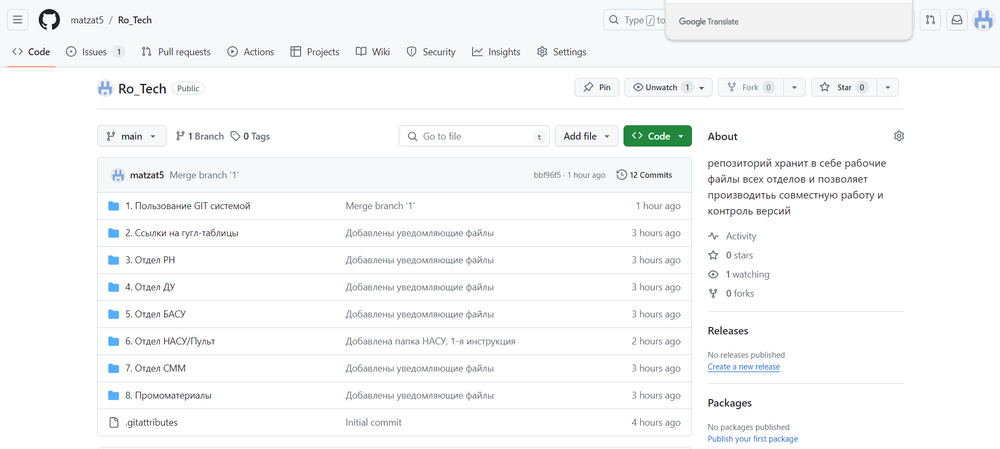 matzat5 / Ro_Tech
Type / to
Google Translate
Code
Issues 1
Pull requests
Actions
Projects
Wiki
Security
Insights
Settings
Ro_Tech Public
Pin
Unwatch 1
Fork 0
Star 0
main
1 Branch
0 Tags
Go to file t
Add file
Code
matzat5 Merge branch '1' bbf96f5 · 1 hour ago 12 Commits
1. Пользование GIT системой Merge branch '1' 1 hour ago
2. Ссылки на гугл-таблицы Добавлены уведомляющие файлы 3 hours ago
3. Отдел РН Добавлены уведомляющие файлы 3 hours ago
4. Отдел ДУ Добавлены уведомляющие файлы 3 hours ago
5. Отдел БАСУ Добавлены уведомляющие файлы 3 hours ago
6. Отдел НАСУ/Пульт Добавлена папка НАСУ, 1-я инструкция 2 hours ago
7. Отдел СММ Добавлены уведомляющие файлы 3 hours ago
8. Промоматериалы Добавлены уведомляющие файлы 3 hours ago
.gitattributes Initial commit 4 hours ago
About
репозиторий хранит в себе рабочие
файлы всех отделов и позволяет
производитьь совместную работу и
контроль версий
Activity
0 stars
1 watching
0 forks
Releases
No releases published
Create a new release
Packages
No packages published
Publish your first package